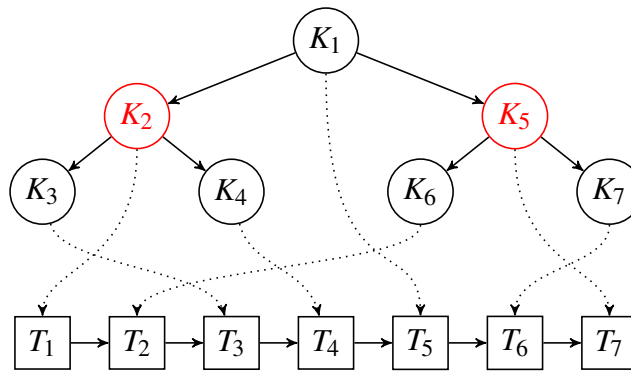 K₁
K₂ K₅
K₃ K₄ K₆ K₇
T₁ T₂ T₃ T₄ T₅ T₆ T₇